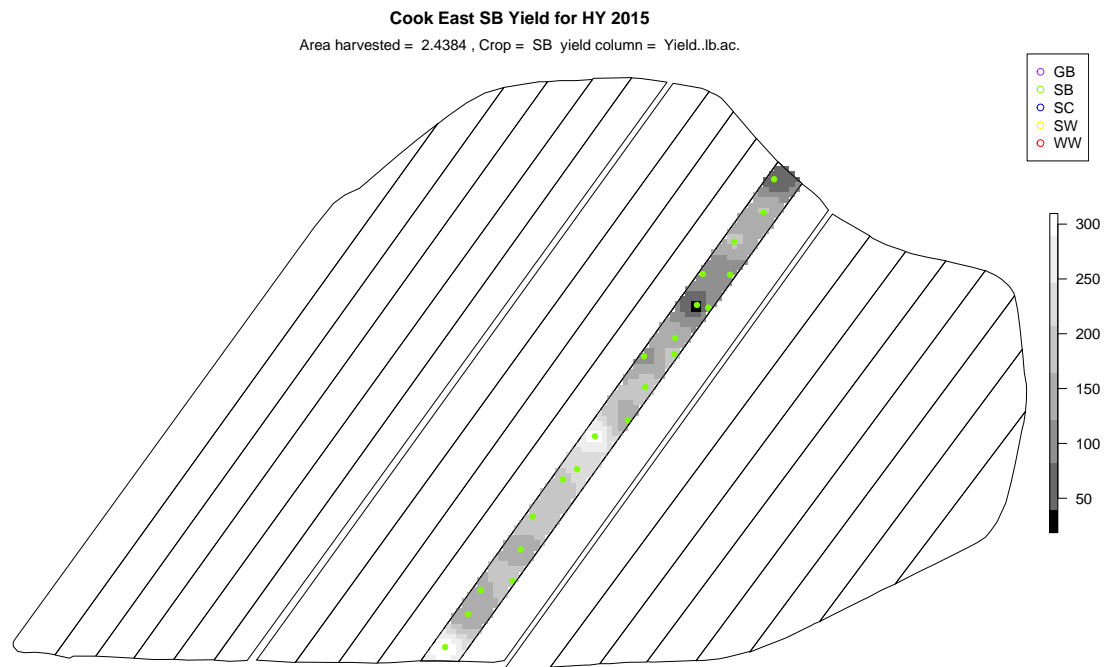 Cook East SB Yield for HY 2015
Area harvested = 2.4384 , Crop = SB yield column = Yield..lb.ac.
GB
SB
SC
SW
WW
300
250
200
150
100
50